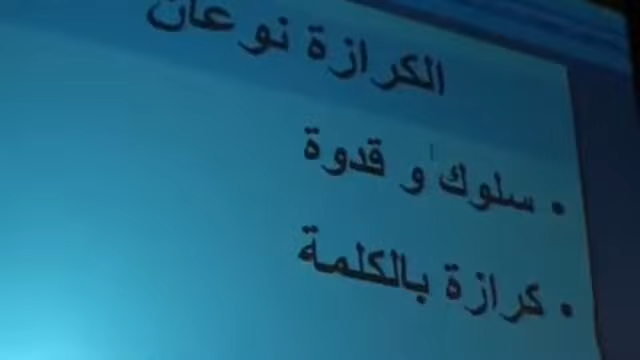 الكرازة نوعان
• سلوك و قدوة
• كرازة بالكلمة